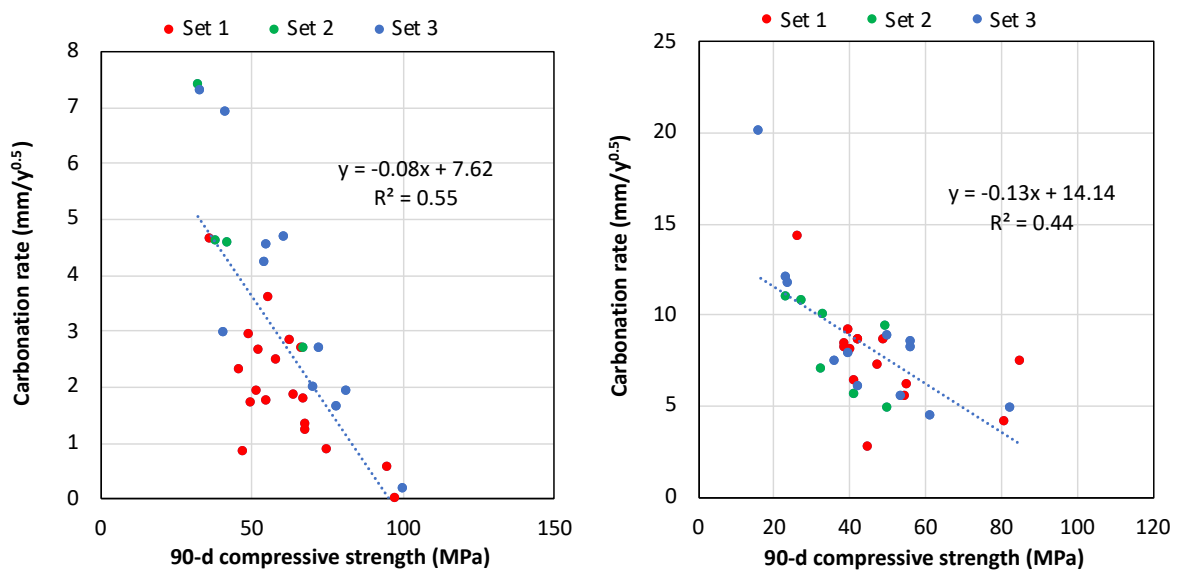 Set 1 Set 2 Set 3
8
7
6
5
4
3
2
1
0
Carbonation rate (mm/y^0.5)
y = -0.08x + 7.62
R² = 0.55
0 50 100 150
90-d compressive strength (MPa)
Set 1 Set 2 Set 3
25
20
15
10
5
0
Carbonation rate (mm/y^0.5)
y = -0.13x + 14.14
R² = 0.44
0 20 40 60 80 100 120
90-d compressive strength (MPa)